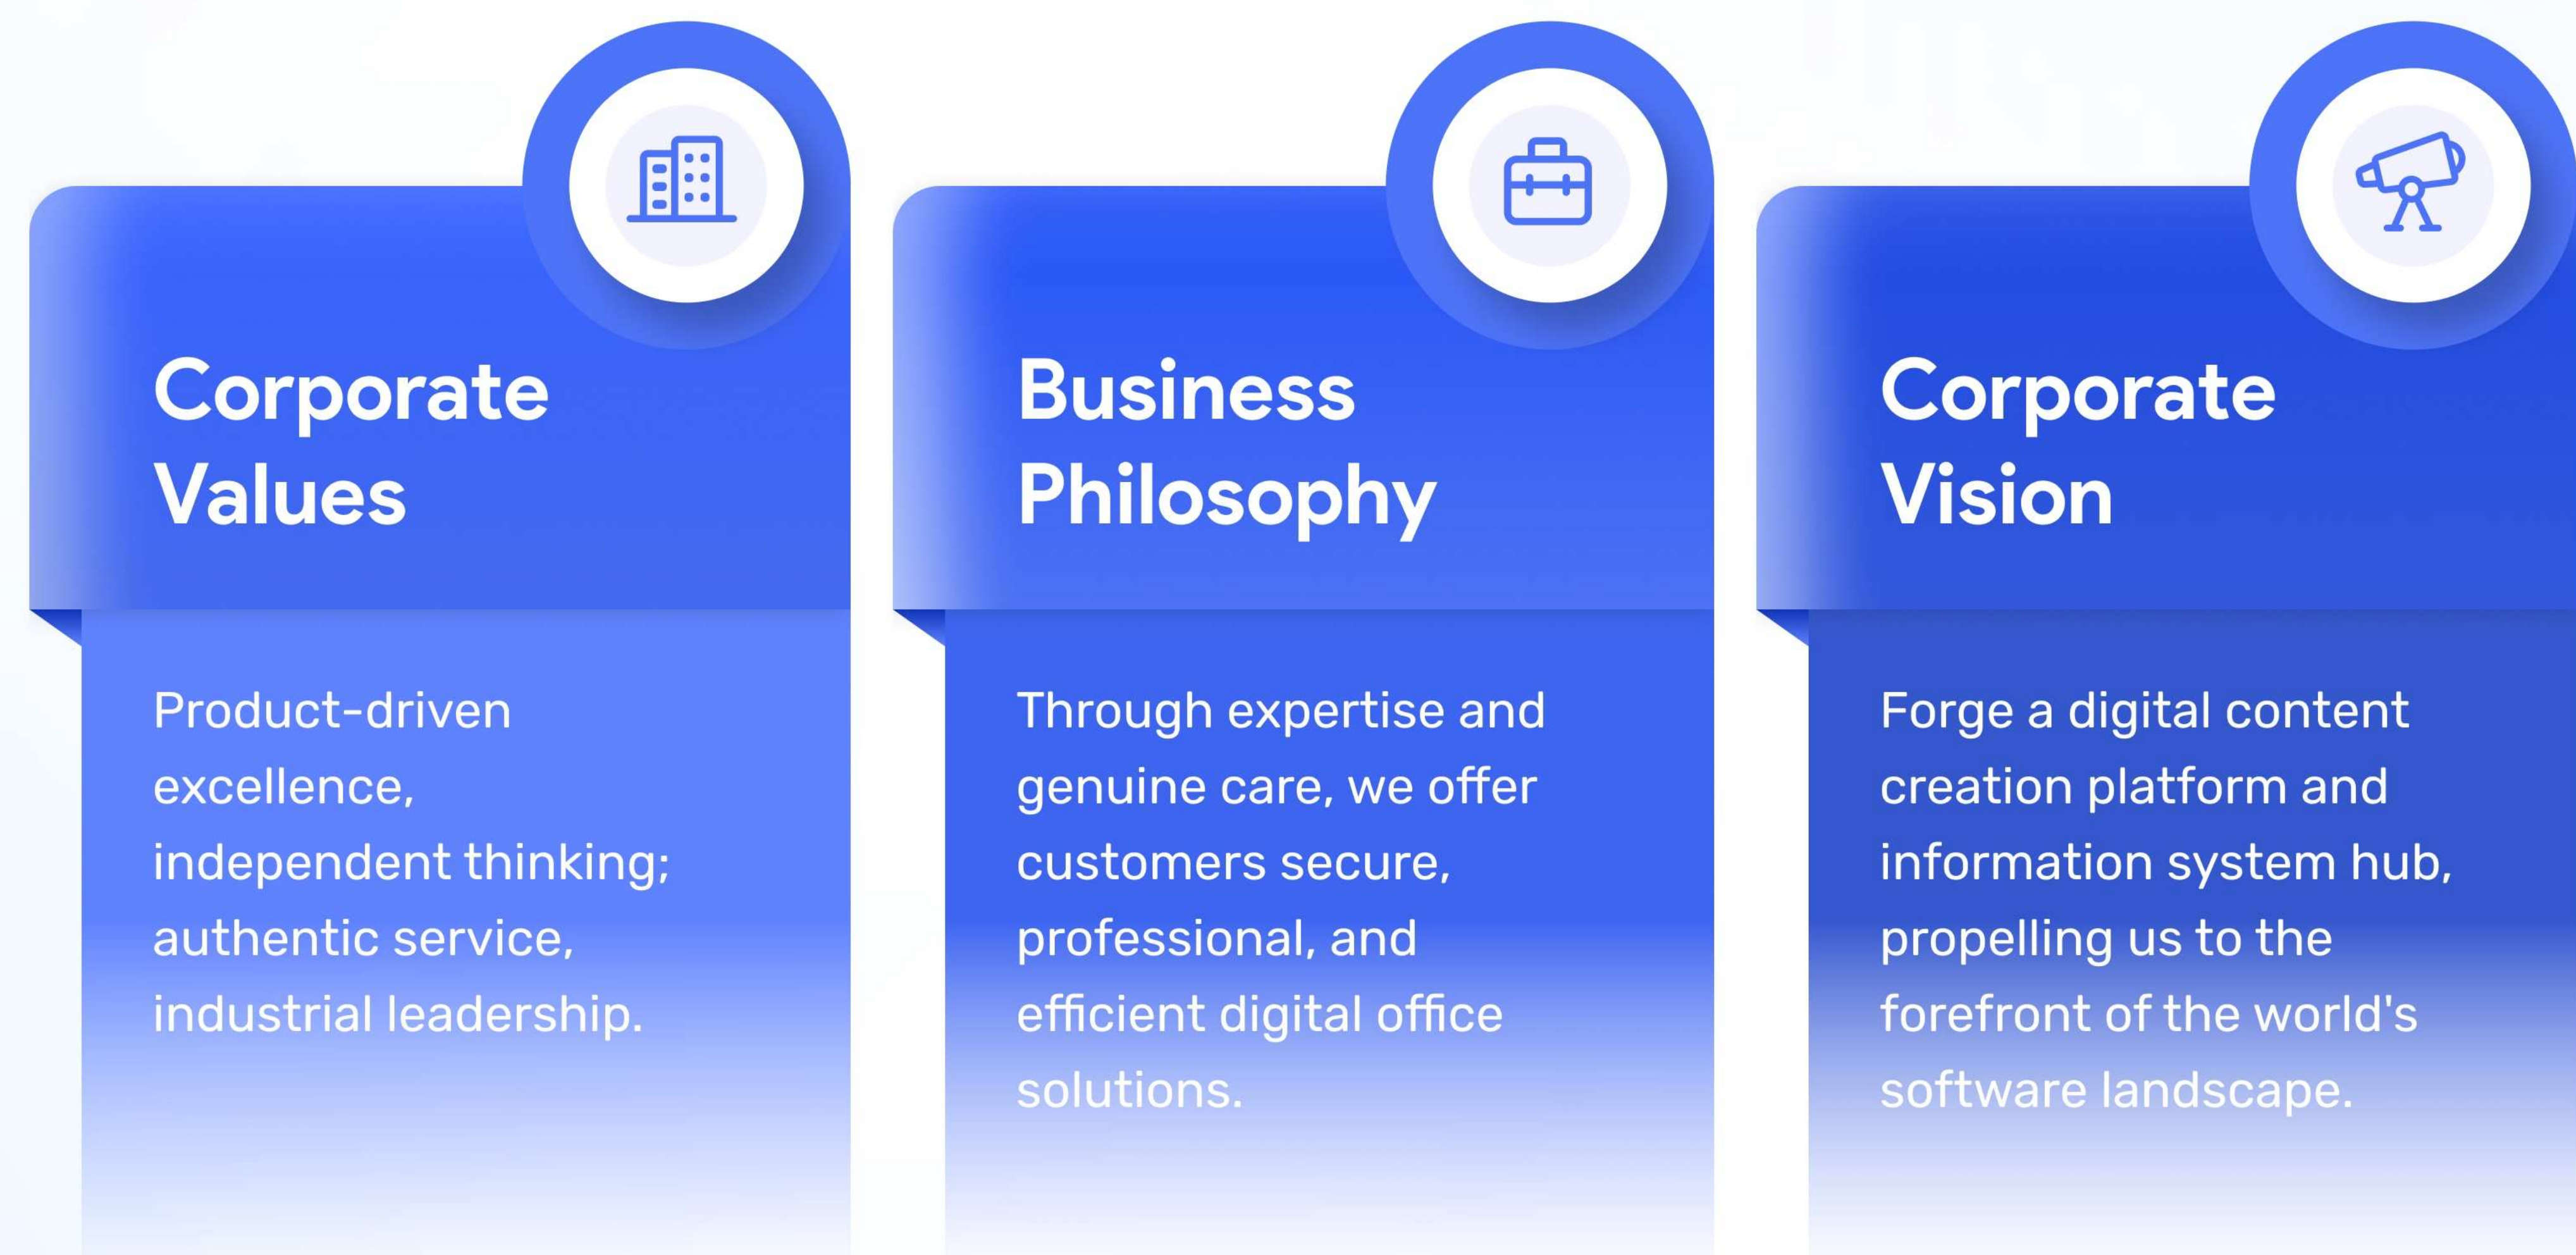 Corporate
Values
Product-driven
excellence,
independent thinking;
authentic service,
industrial leadership.
Business
Philosophy
Through expertise and
genuine care, we offer
customers secure,
professional, and
efficient digital office
solutions.
Corporate
Vision
Forge a digital content
creation platform and
information system hub,
propelling us to the
forefront of the world's
software landscape.